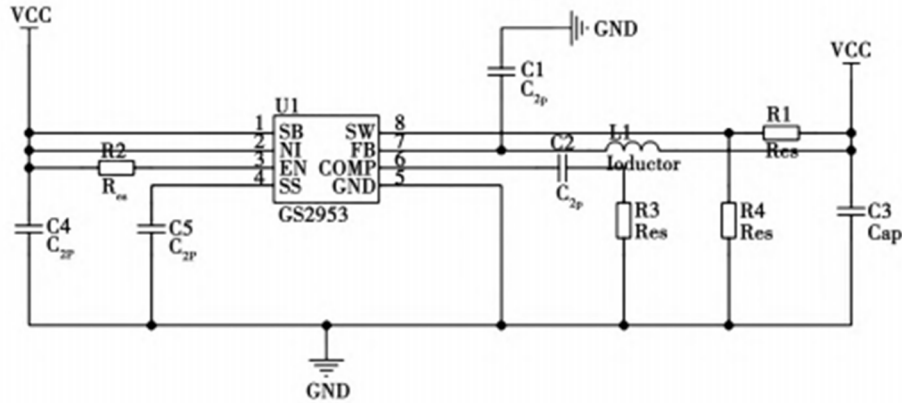 VCC
GND
VCC
C1
C2P
U1
R1
Res
1 SB SW 8
2 NI FB 7
3 EN COMP 6
4 SS GND 5
GS2953
R2
Res
C2
C2P
L1
Ioductor
C4
C2P
C5
C2P
R3
Res
R4
Res
C3
Cap
GND